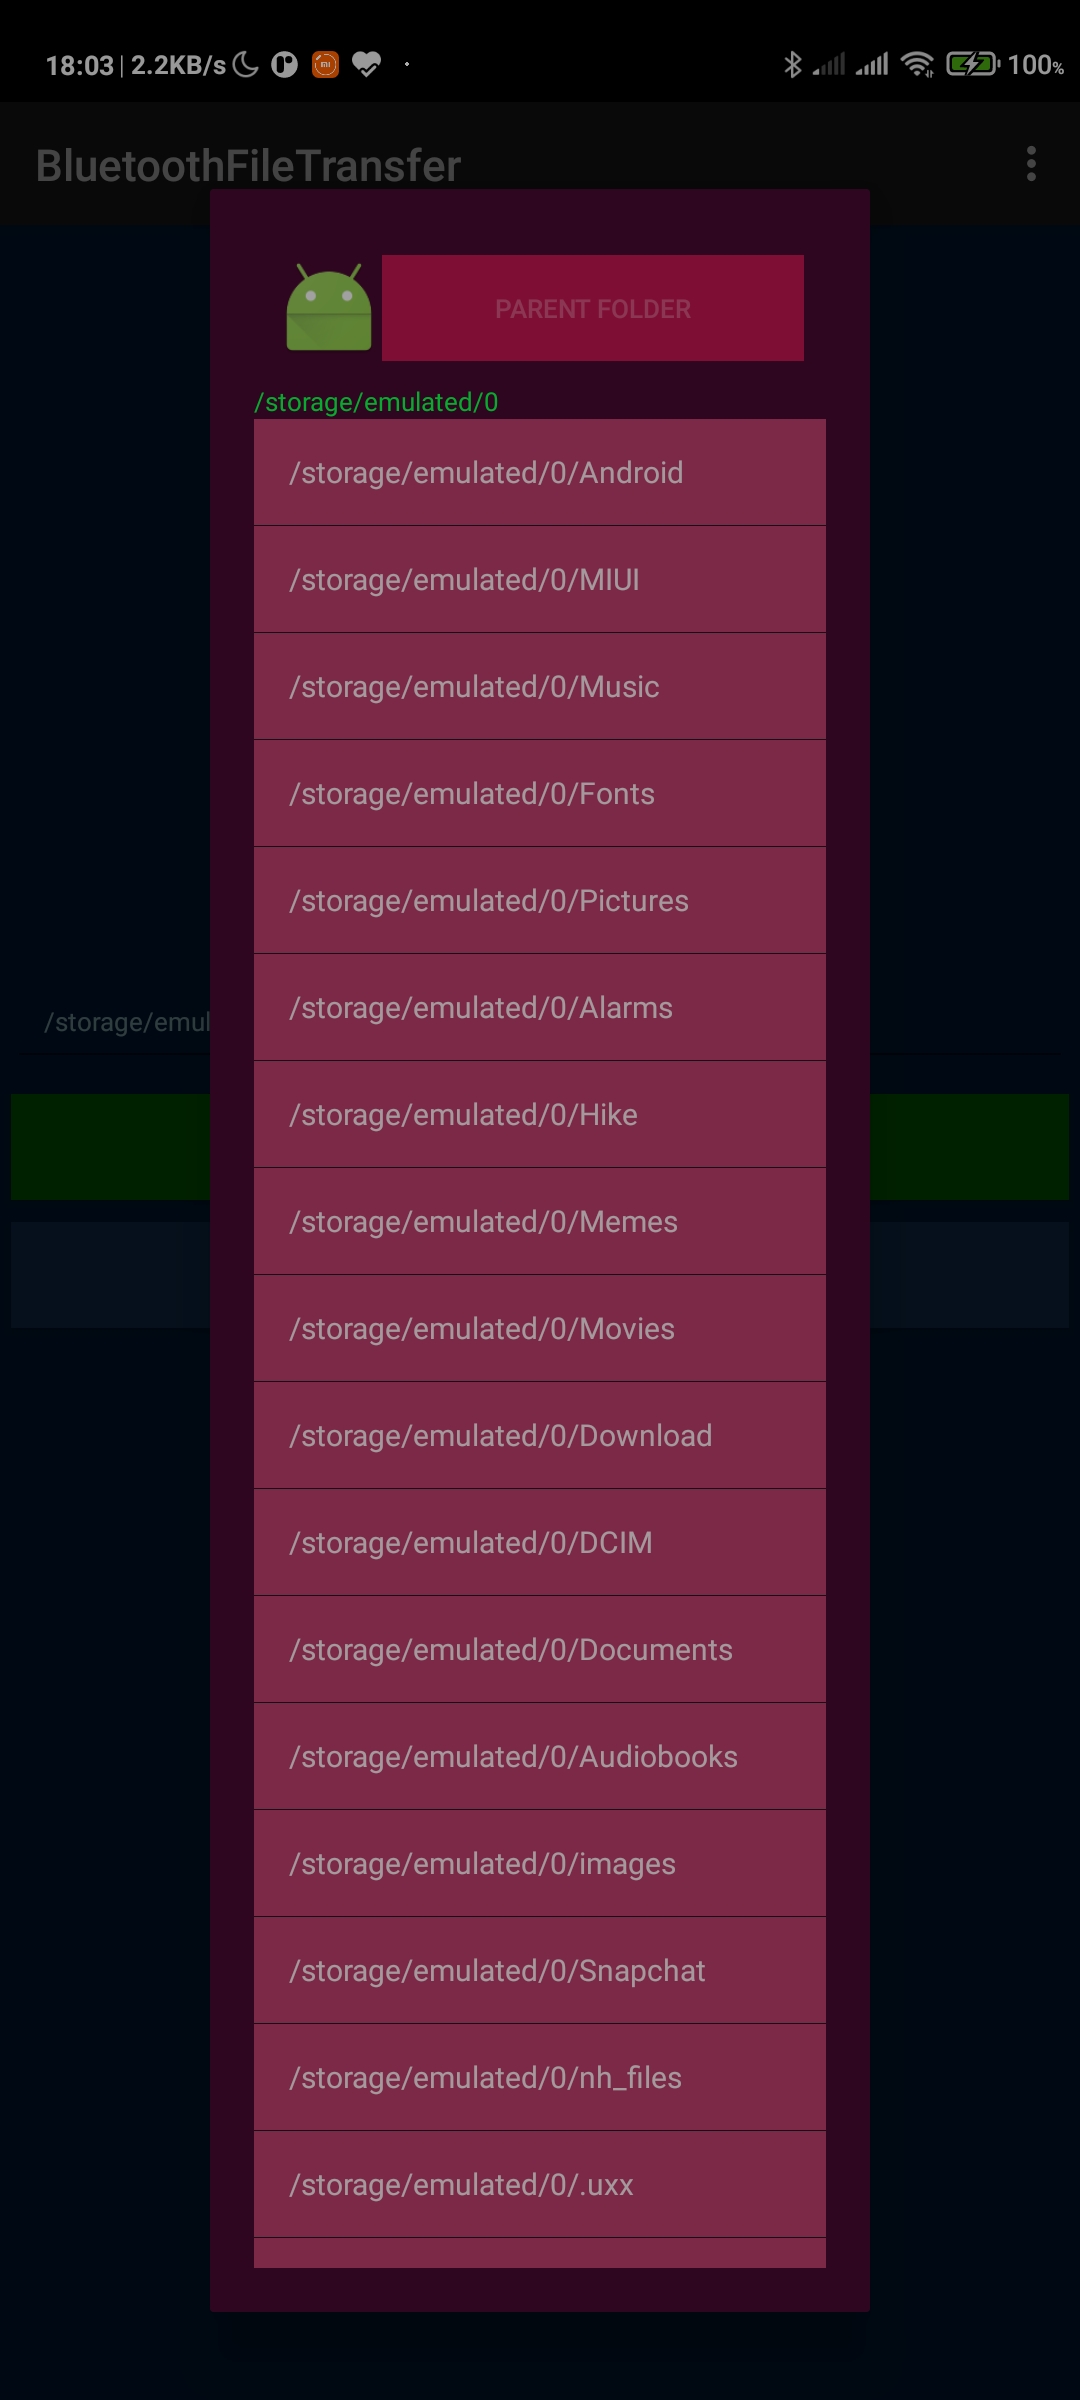 18:03 | 2.2KB/s 100%
BluetoothFileTransfer
PARENT FOLDER
/storage/emulated/0
/storage/emulated/0/Android
/storage/emulated/0/MIUI
/storage/emulated/0/Music
/storage/emulated/0/Fonts
/storage/emulated/0/Pictures
/storage/emulated/0/Alarms
/storage/emul
/storage/emulated/0/Hike
/storage/emulated/0/Memes
/storage/emulated/0/Movies
/storage/emulated/0/Download
/storage/emulated/0/DCIM
/storage/emulated/0/Documents
/storage/emulated/0/Audiobooks
/storage/emulated/0/images
/storage/emulated/0/Snapchat
/storage/emulated/0/nh_files
/storage/emulated/0/.uxx